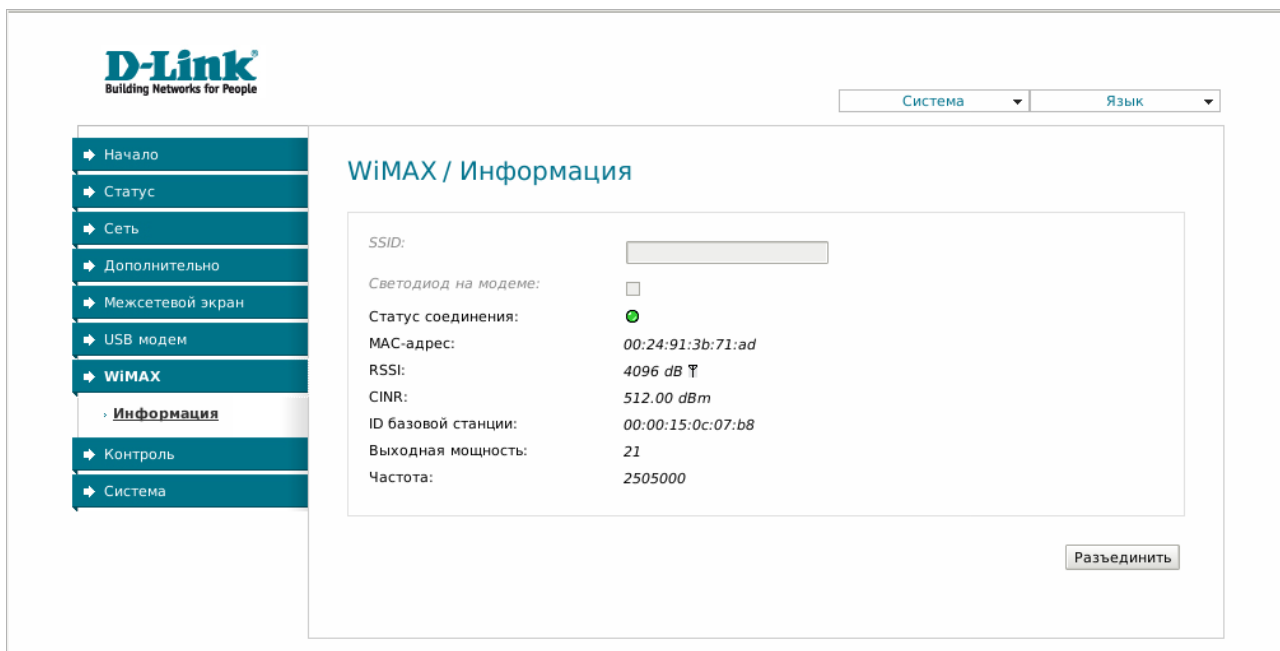 D-Link
Building Networks for People
Система Язык
Начало
Статус
Сеть
Дополнительно
Межсетевой экран
USB модем
WiMAX
Информация
Контроль
Система
WiMAX / Информация
SSID:
Светодиод на модеме:
Статус соединения:
MAC-адрес: 00:24:91:3b:71:ad
RSSI: 4096 dB
CINR: 512.00 dBm
ID базовой станции: 00:00:15:0c:07:b8
Выходная мощность: 21
Частота: 2505000
Разъединить